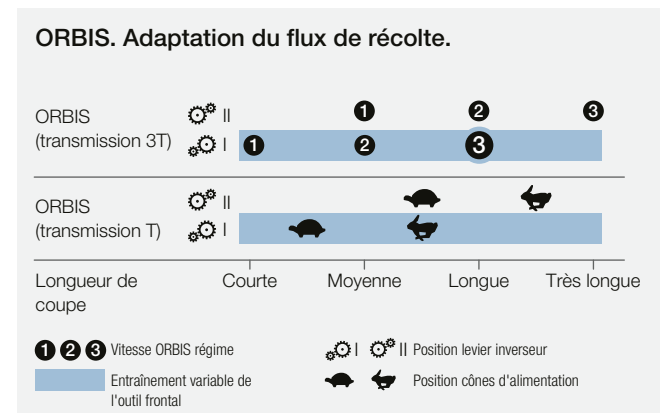 ORBIS. Adaptation du flux de récolte.
II 1 2 3
ORBIS
(transmission 3T)
I 1 2 3
II
ORBIS
(transmission T)
I
Longueur de
coupe
Courte Moyenne Longue Très longue
1 2 3 Vitesse ORBIS régime
I II Position levier inverseur
Entraînement variable de
l'outil frontal
Position cônes d'alimentation